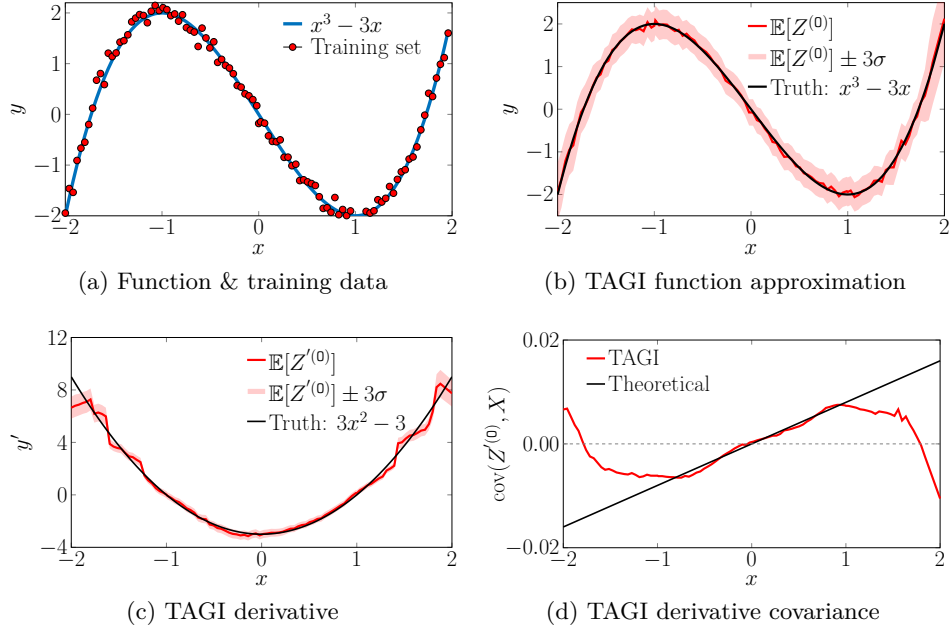 2
1
0
−1
−2
y
x³ − 3x
Training set
−2 −1 0 1 2
x
(a) Function & training data
2
1
0
−1
−2
y
𝔼[Z⁽⁰⁾]
𝔼[Z⁽⁰⁾] ± 3σ
Truth: x³ − 3x
−2 −1 0 1 2
x
(b) TAGI function approximation
12
8
4
0
−4
y′
𝔼[Z′⁽⁰⁾]
𝔼[Z′⁽⁰⁾] ± 3σ
Truth: 3x² − 3
−2 −1 0 1 2
x
(c) TAGI derivative
0.02
0.00
−0.02
cov(Z′⁽⁰⁾, X)
TAGI
Theoretical
−2 −1 0 1 2
x
(d) TAGI derivative covariance